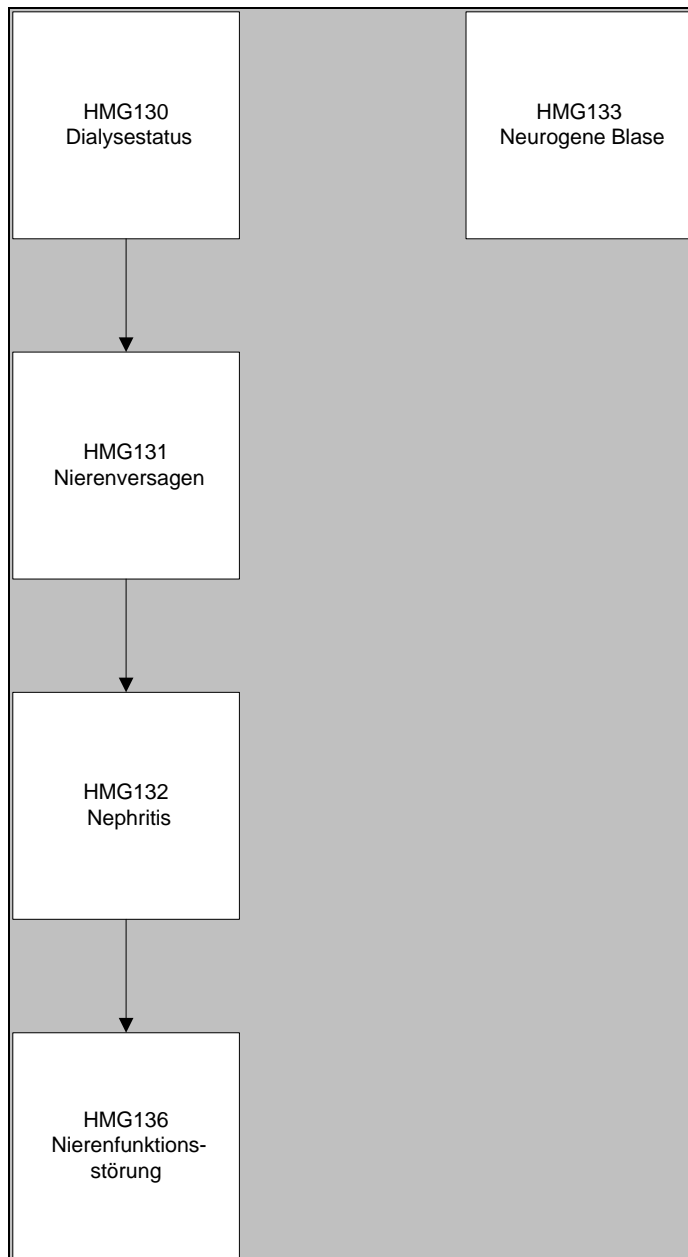 HMG130
Dialysestatus
HMG133
Neurogene Blase
HMG131
Nierenversagen
HMG132
Nephritis
HMG136
Nierenfunktions-
störung